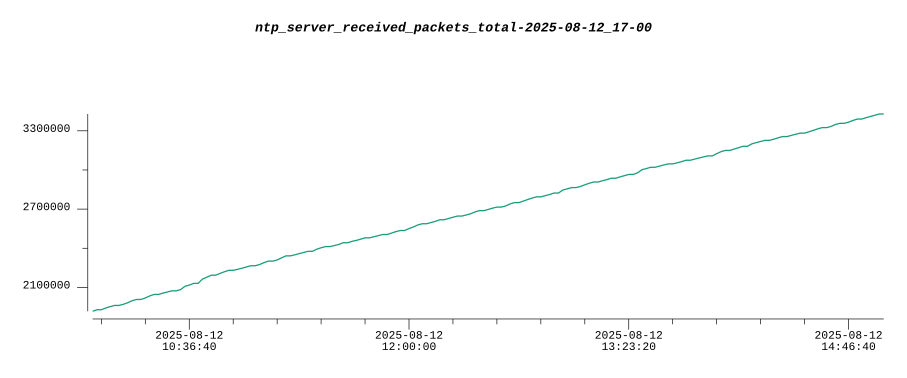 ntp_server_received_packets_total-2025-08-12_17-00
3300000
2700000
2100000
2025-08-12 2025-08-12 2025-08-12 2025-08-12
10:36:40 12:00:00 13:23:20 14:46:40